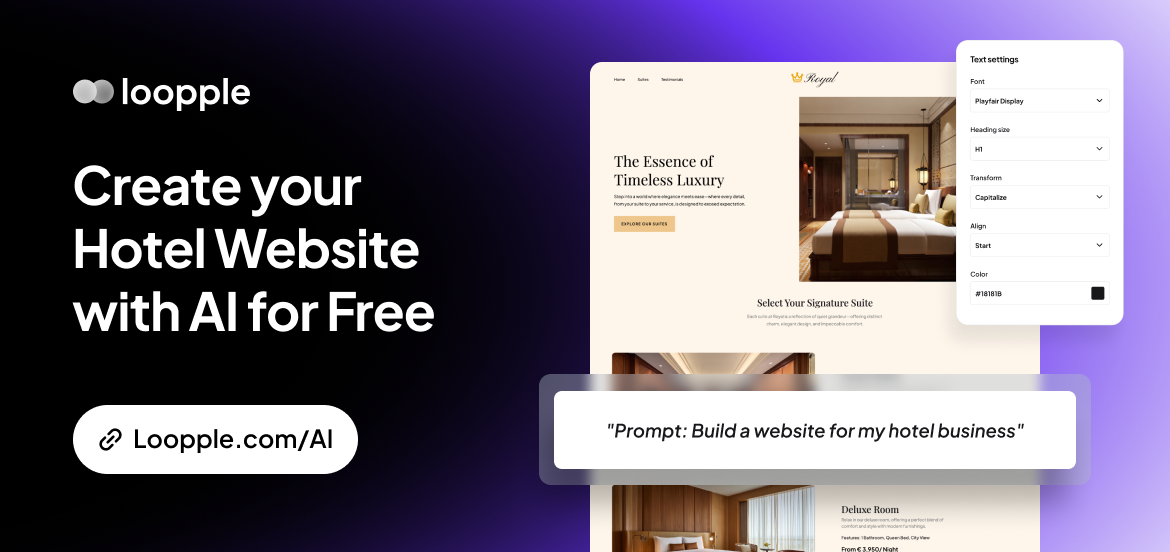 loopple
Create your
Hotel Website
with AI for Free
Loopple.com/AI
Home Suites Testimonials
Royal
The Essence of
Timeless Luxury
Step into a world where elegance meets ease—where every detail,
from your suite to your service, is designed to exceed expectation.
EXPLORE OUR SUITES
Select Your Signature Suite
Each suite at Royal is a reflection of quiet grandeur—offering distinct
charm, elegant design, and impeccable comfort
"Prompt: Build a website for my hotel business"
Deluxe Room
Relax in our deluxe room, offering a perfect blend of
comfort and style with modern furnishings.
Features: 1 Bathroom, Queen Bed, City View
From € 3,950/Night
Text settings
Font
Playfair Display
Heading size
H1
Transform
Capitalize
Align
Start
Color
#18181B